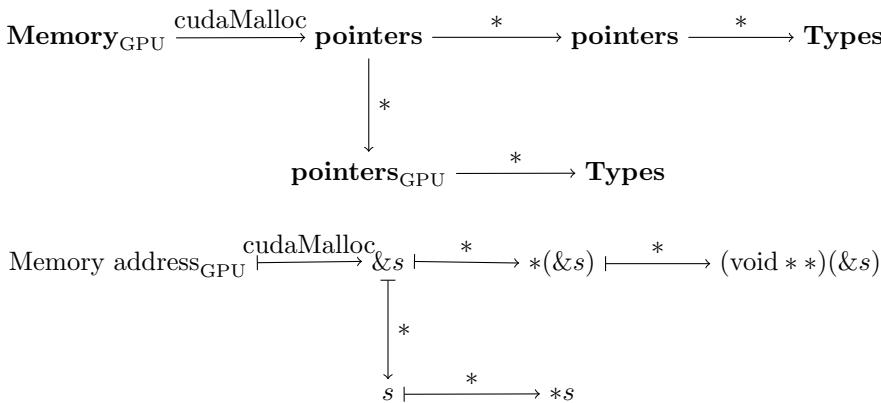 Memory_GPU cudaMalloc pointers * pointers * Types
*
pointers_GPU * Types
Memory address_GPU cudaMalloc &s * *(&s) * (void * *)(&s)
*
s * *s